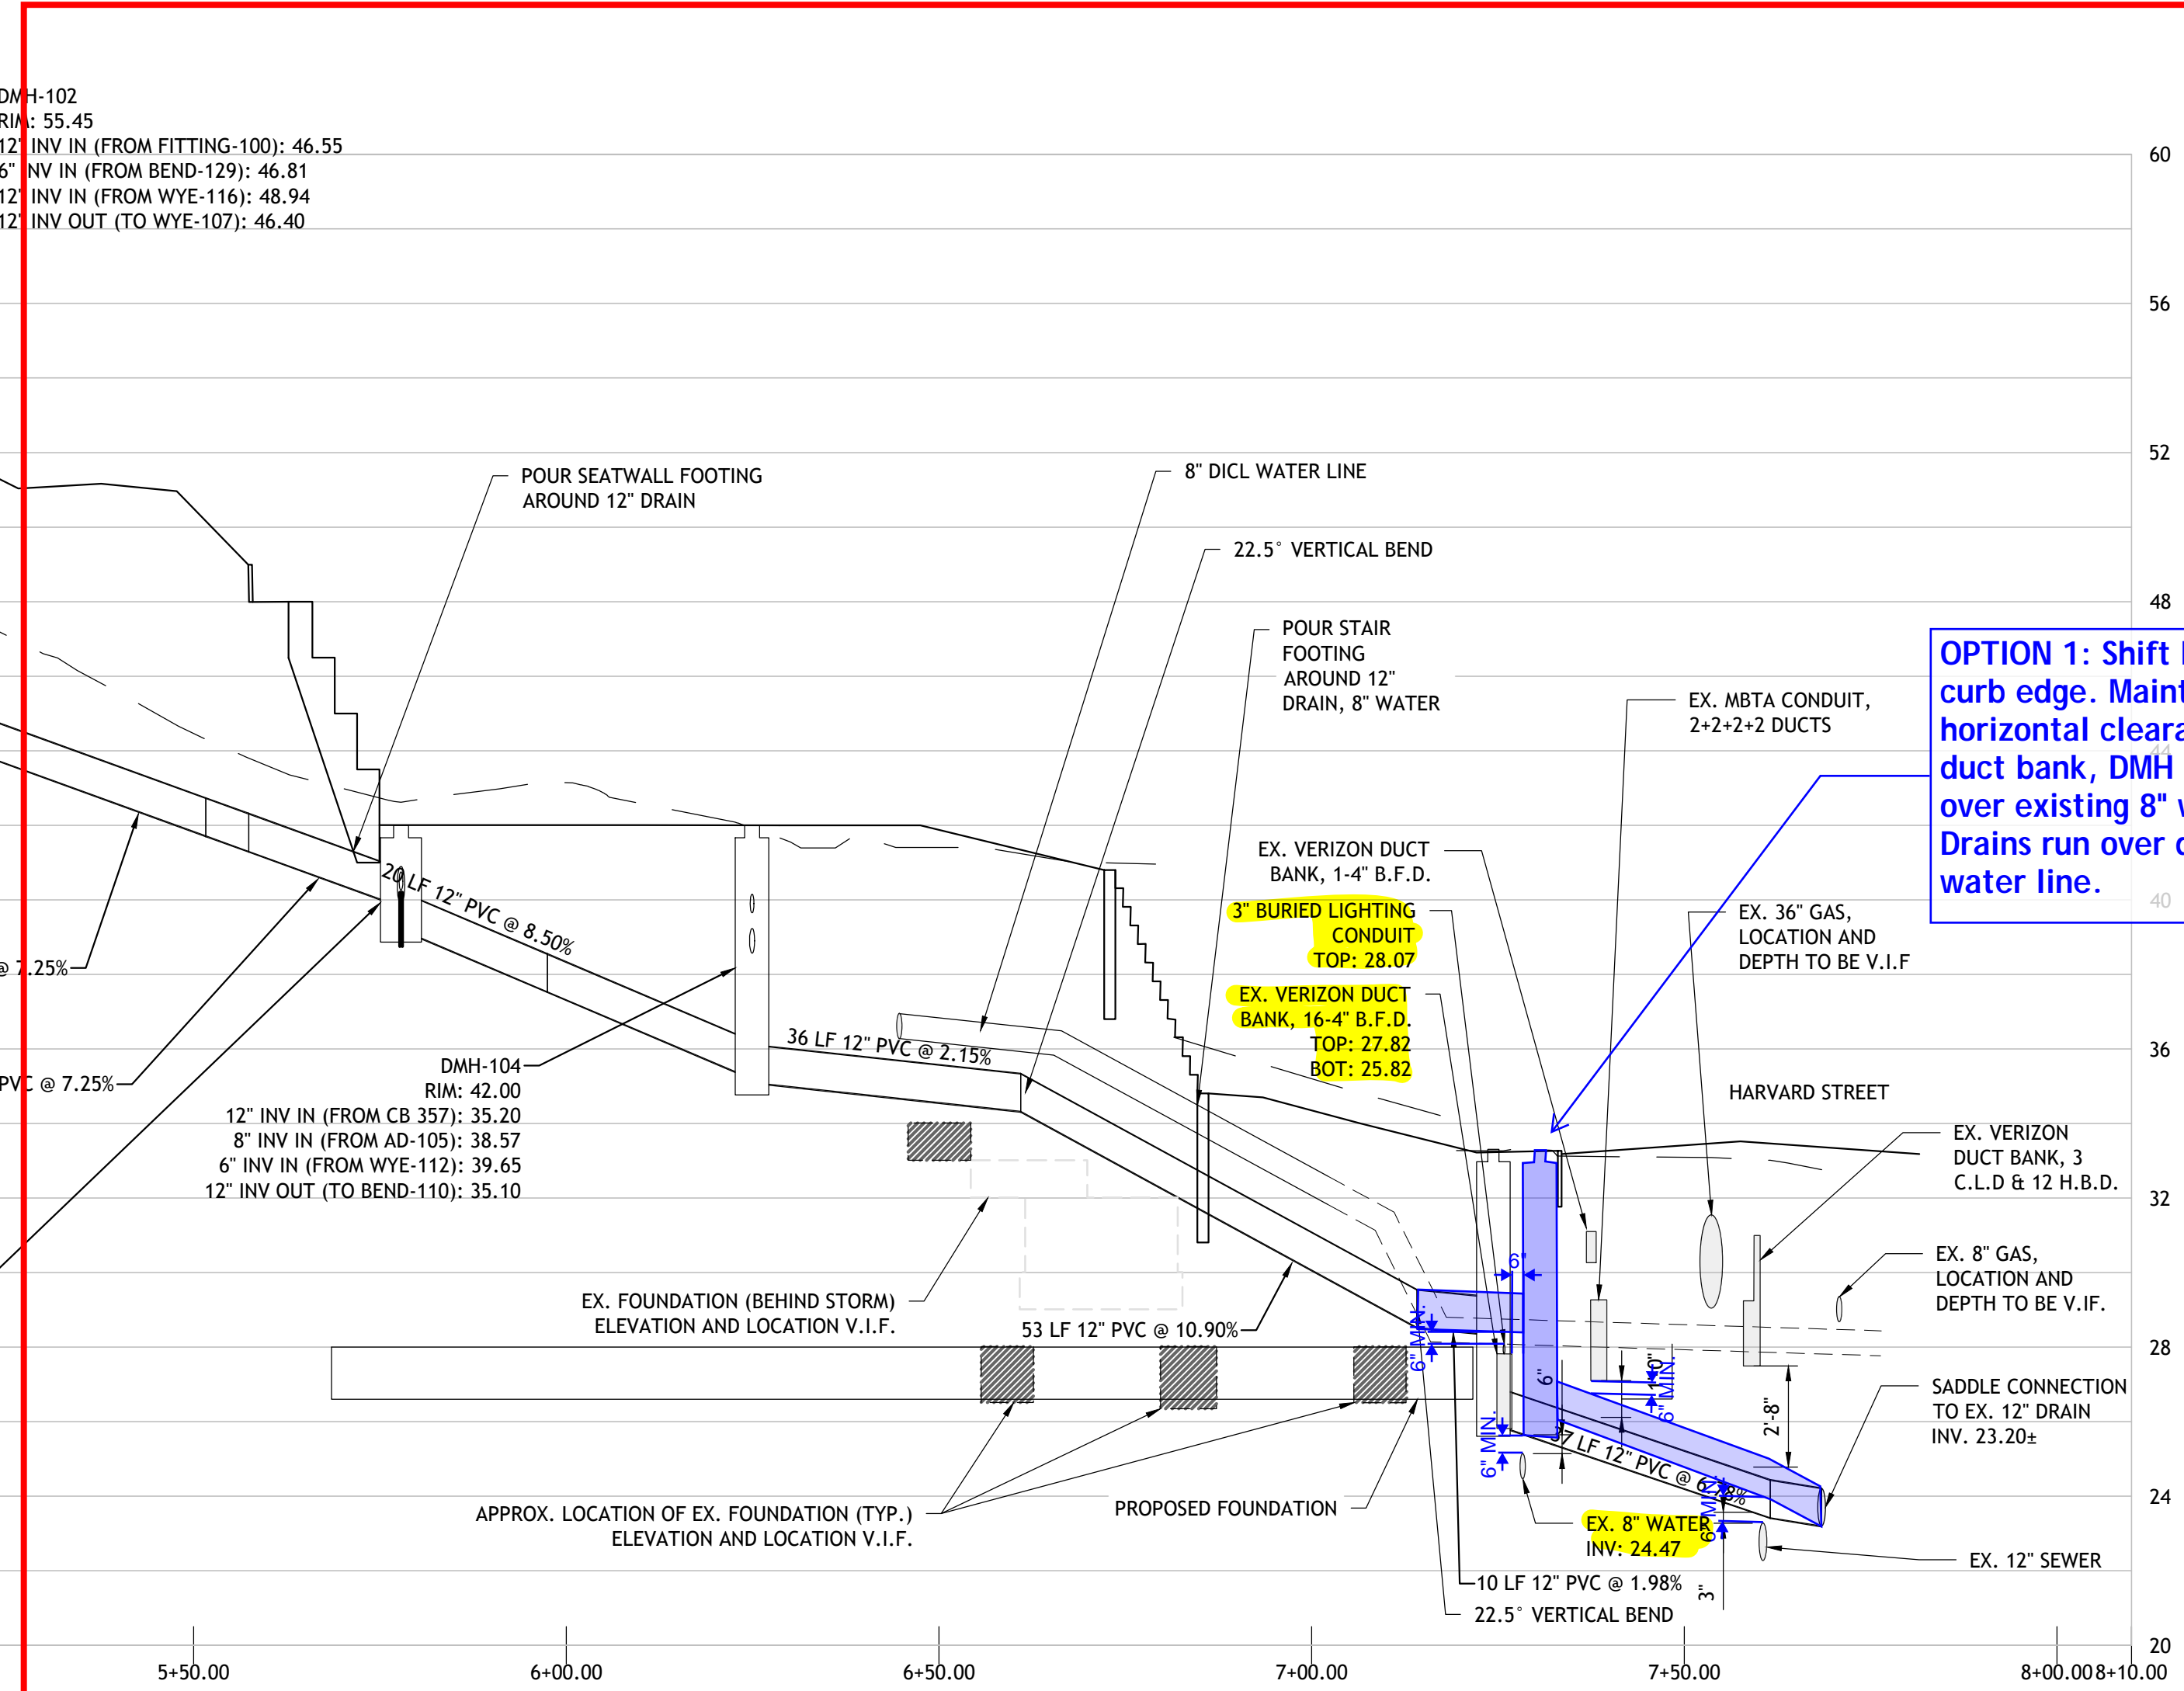 DMH-102
RIM: 55.45
12" INV IN (FROM FITTING-100): 46.55
6" INV IN (FROM BEND-129): 46.81
12" INV IN (FROM WYE-116): 48.94
12" INV OUT (TO WYE-107): 46.40
60
56
52
48
44
40
36
32
28
24
20
POUR SEATWALL FOOTING
AROUND 12" DRAIN
8" DICL WATER LINE
22.5° VERTICAL BEND
POUR STAIR
FOOTING
AROUND 12"
DRAIN, 8" WATER
EX. MBTA CONDUIT,
2+2+2+2 DUCTS
OPTION 1: Shift
curb edge.
horizontal
duct bank, DMH
over existing 8"
Drains run over
water line.
EX. VERIZON DUCT
BANK, 1-4" B.F.D.
3" BURIED LIGHTING
CONDUIT
TOP: 28.07
EX. VERIZON DUCT
BANK, 16-4" B.F.D.
TOP: 27.82
BOT: 25.82
EX. 36" GAS,
LOCATION AND
DEPTH TO BE V.I.F
20 LF 12" PVC @ 8.50%
@ 7.25%
PVC @ 7.25%
36 LF 12" PVC @ 2.15%
DMH-104
RIM: 42.00
12" INV IN (FROM CB 357): 35.20
8" INV IN (FROM AD-105): 38.57
6" INV IN (FROM WYE-112): 39.65
12" INV OUT (TO BEND-110): 35.10
HARVARD STREET
EX. VERIZON
DUCT BANK, 3
C.L.D & 12 H.B.D.
EX. 8" GAS,
LOCATION AND
DEPTH TO BE V.IF.
EX. FOUNDATION (BEHIND STORM)
ELEVATION AND LOCATION V.I.F.
53 LF 12" PVC @ 10.90%
6"
6" MIN.
6"
6" MIN.
6" MIN.
2'-8"
SADDLE CONNECTION
TO EX. 12" DRAIN
INV. 23.20±
LF 12" PVC @
6" MIN.
APPROX. LOCATION OF EX. FOUNDATION (TYP.)
ELEVATION AND LOCATION V.I.F.
PROPOSED FOUNDATION
EX. 8" WATER
INV: 24.47
EX. 12" SEWER
10 LF 12" PVC @ 1.98%
3"
22.5° VERTICAL BEND
5+50.00
6+00.00
6+50.00
7+00.00
7+50.00
8+00.00
8+10.00